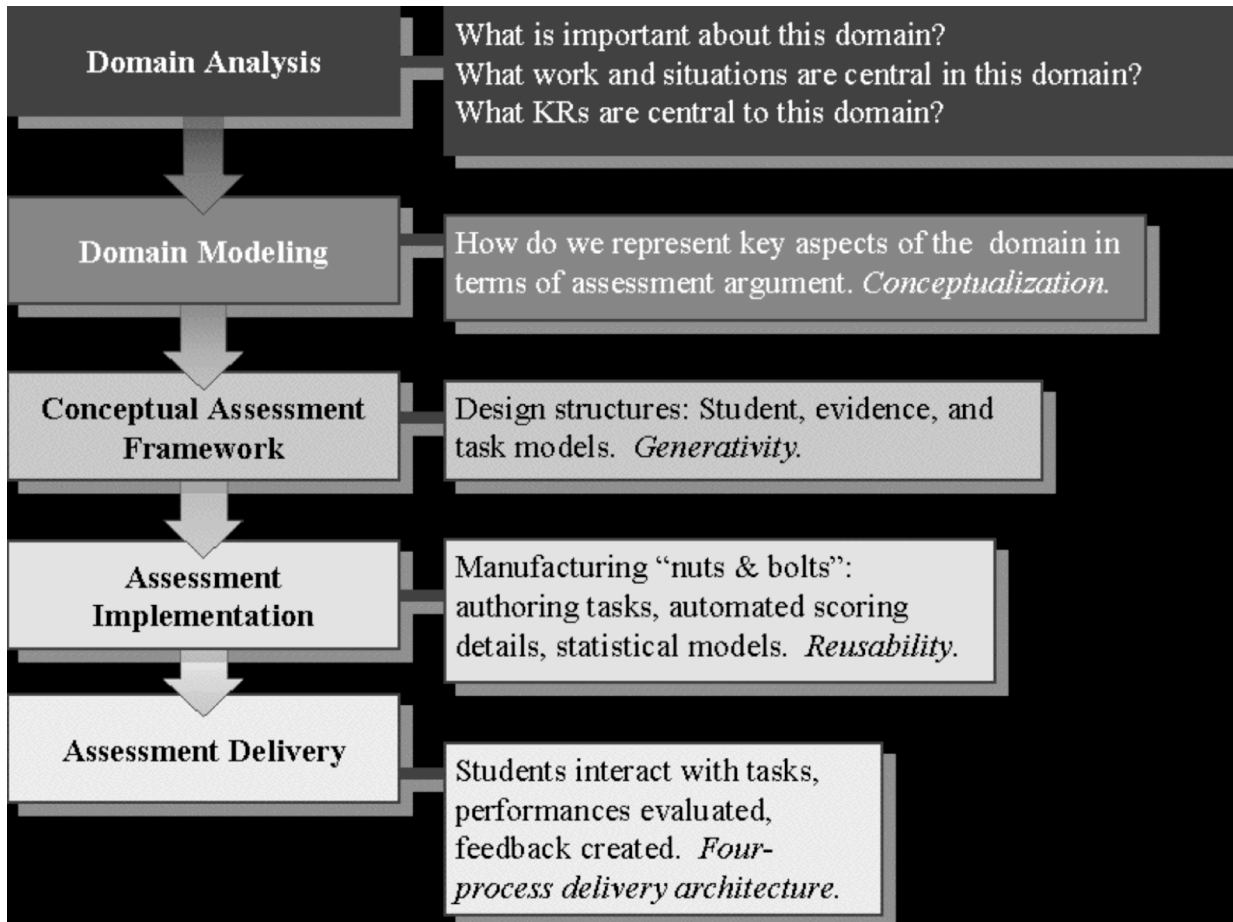 Domain Analysis
What is important about this domain?
What work and situations are central in this domain?
What KRs are central to this domain?
Domain Modeling
How do we represent key aspects of the domain in
terms of assessment argument. Conceptualization.
Conceptual Assessment
Framework
Design structures: Student, evidence, and
task models. Generativity.
Assessment
Implementation
Manufacturing “nuts & bolts”:
authoring tasks, automated scoring
details, statistical models. Reusability.
Assessment Delivery
Students interact with tasks,
performances evaluated,
feedback created. Four-
process delivery architecture.